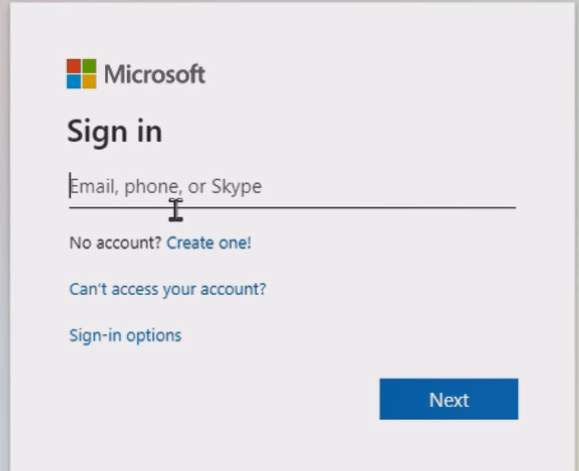 Microsoft
Sign in
Email, phone, or Skype
No account? Create one!
Can't access your account?
Sign-in options
Next